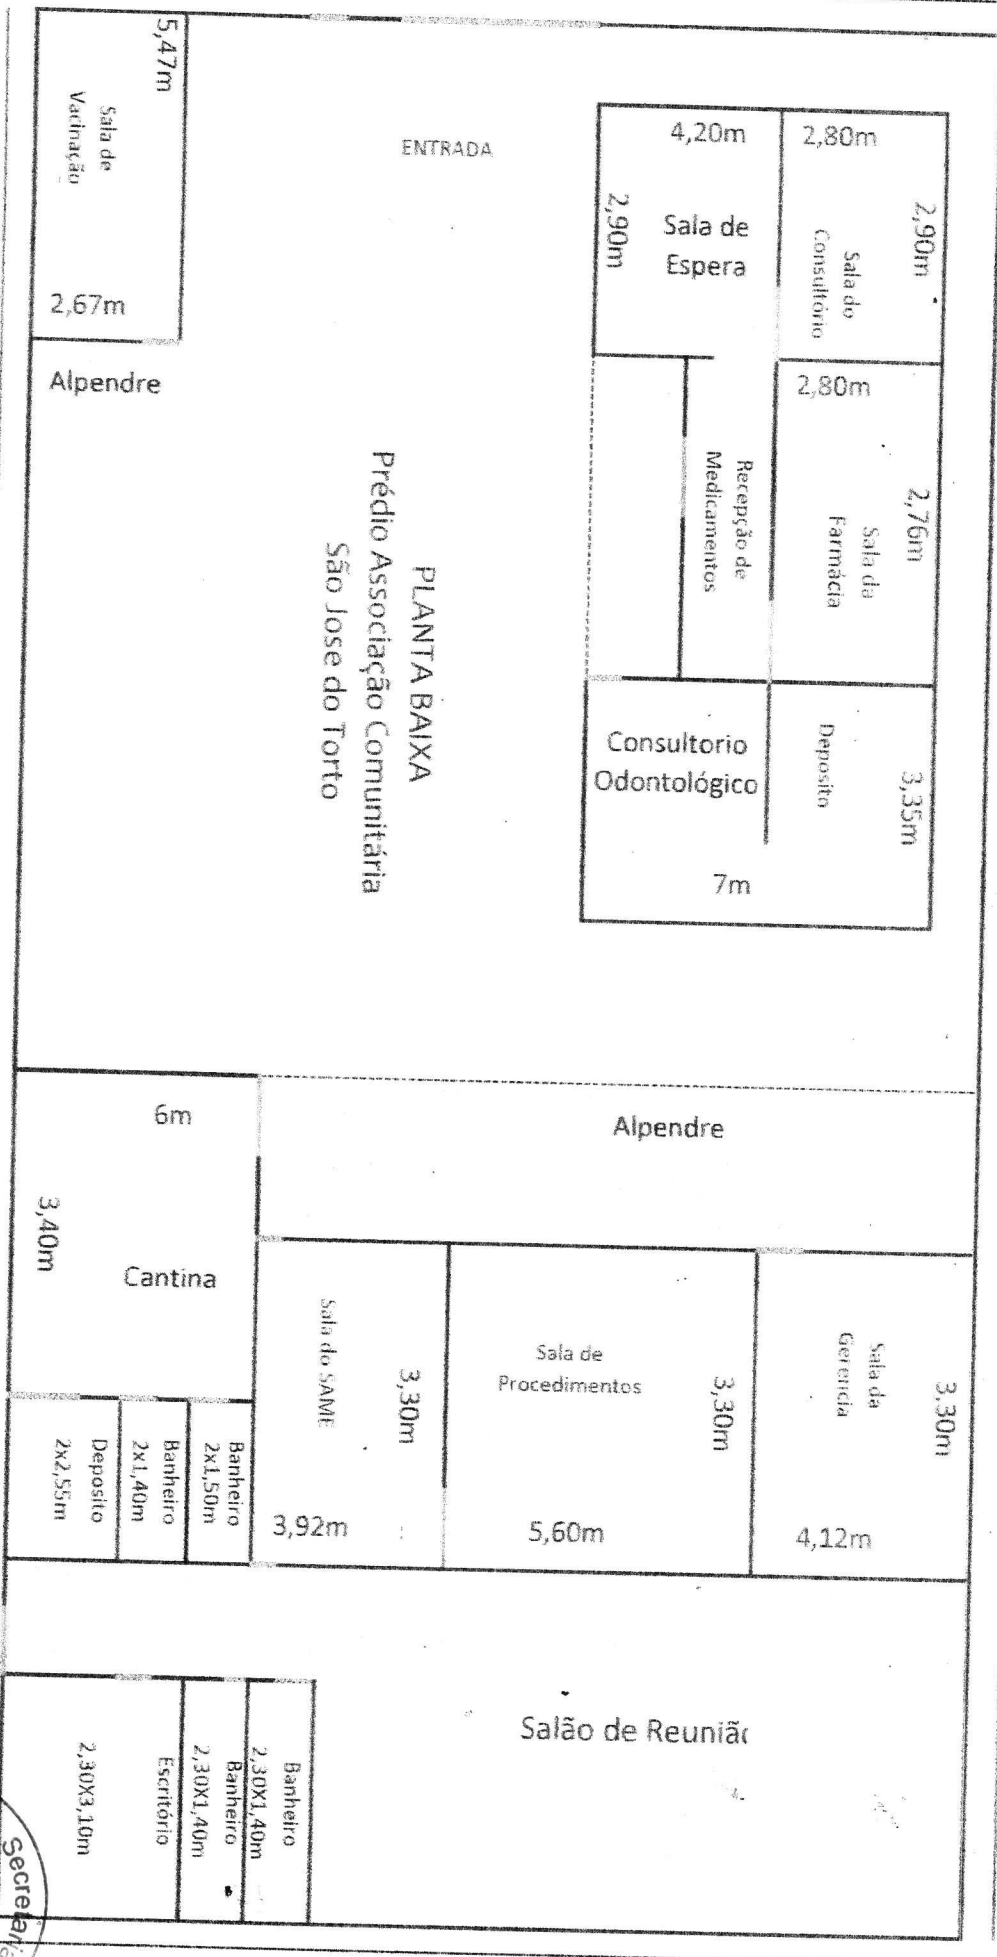 5,47m
Sala de
Vacinação
2,67m
Alpendre
ENTRADA
4,20m
2,90m
Sala de
Espera
2,80m
2,90m
Sala do
Consultório
2,80m
2,76m
Sala da
Farmácia
Recepção de
Medicamentos
PLANTA BAIXA
Prédio Associação Comunitária
São Jose do Torto
Consultorio
Odontológico
Deposito
3,35m
7m
6m
3,40m
Cantina
Alpendre
Sala do SAME
3,30m
3,92m
Sala de
Procedimentos
3,30m
5,60m
Sala da
Gerencia
3,30m
4,12m
Banheiro
2x1,50m
Banheiro
2x1,40m
Deposito
2x2,55m
Salão de Reuniã
Banheiro
2,30X1,40m
Banheiro
2,30X1,40m
Escritório
2,30X3,10m
Secretari